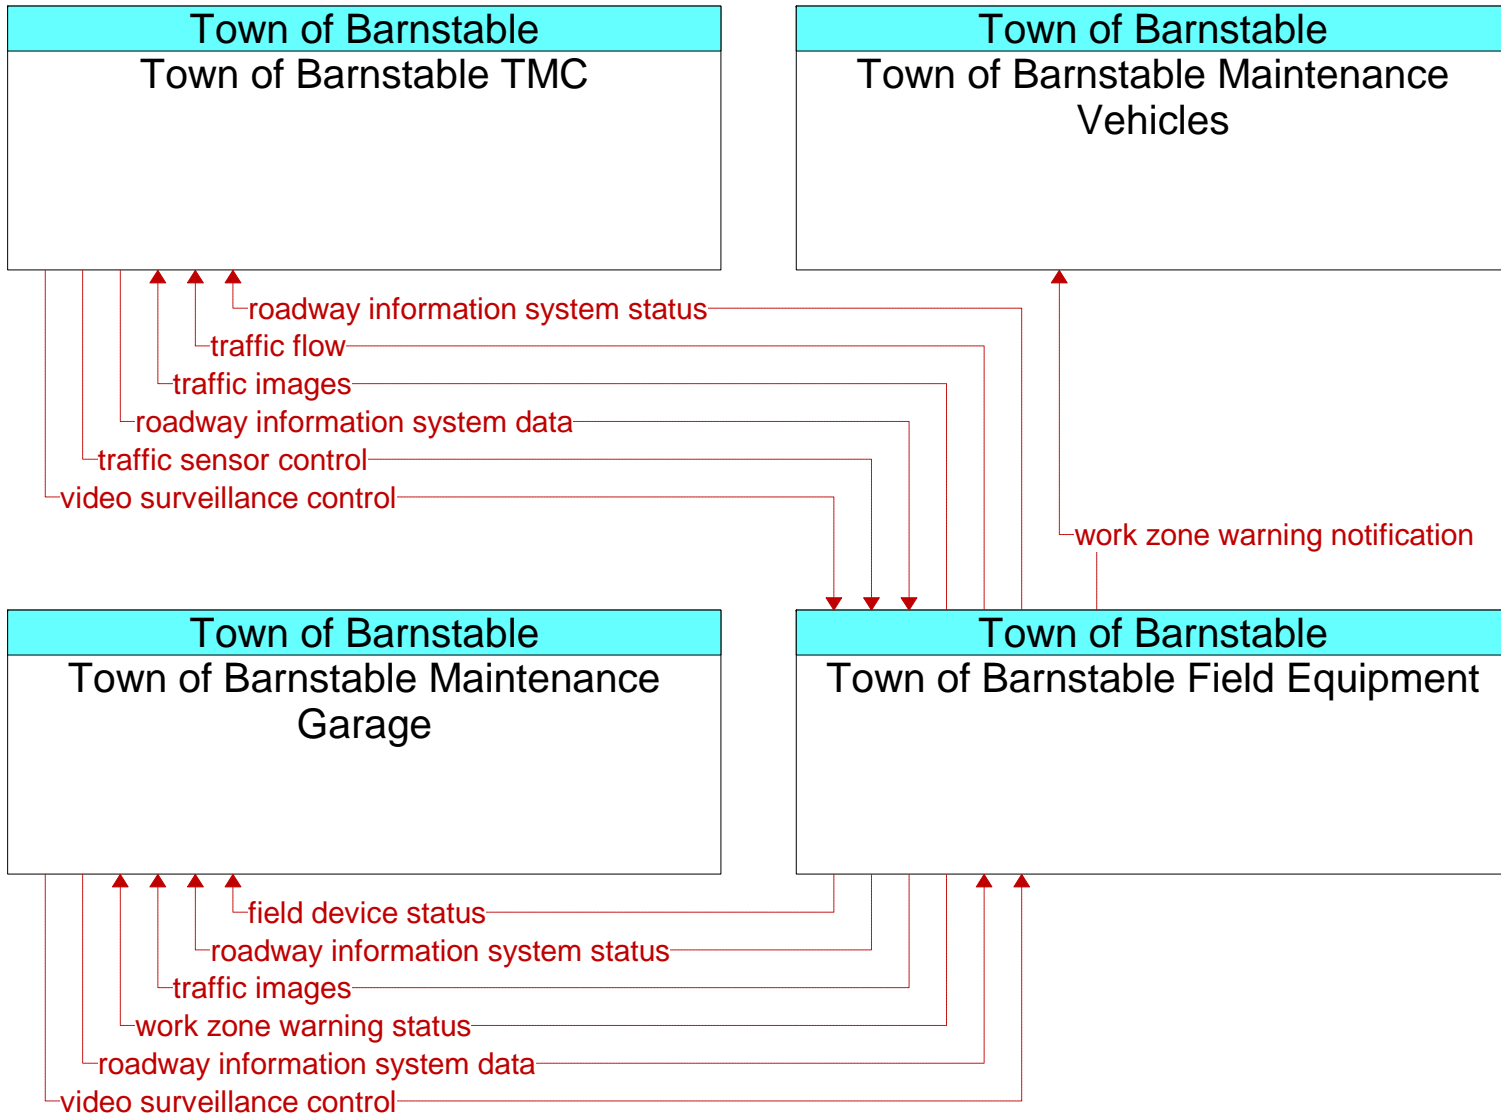 Town of Barnstable
Town of Barnstable TMC
Town of Barnstable
Town of Barnstable Maintenance
Vehicles
roadway information system status
traffic flow
traffic images
roadway information system data
traffic sensor control
video surveillance control
work zone warning notification
Town of Barnstable
Town of Barnstable Maintenance
Garage
Town of Barnstable
Town of Barnstable Field Equipment
field device status
roadway information system status
traffic images
work zone warning status
roadway information system data
video surveillance control